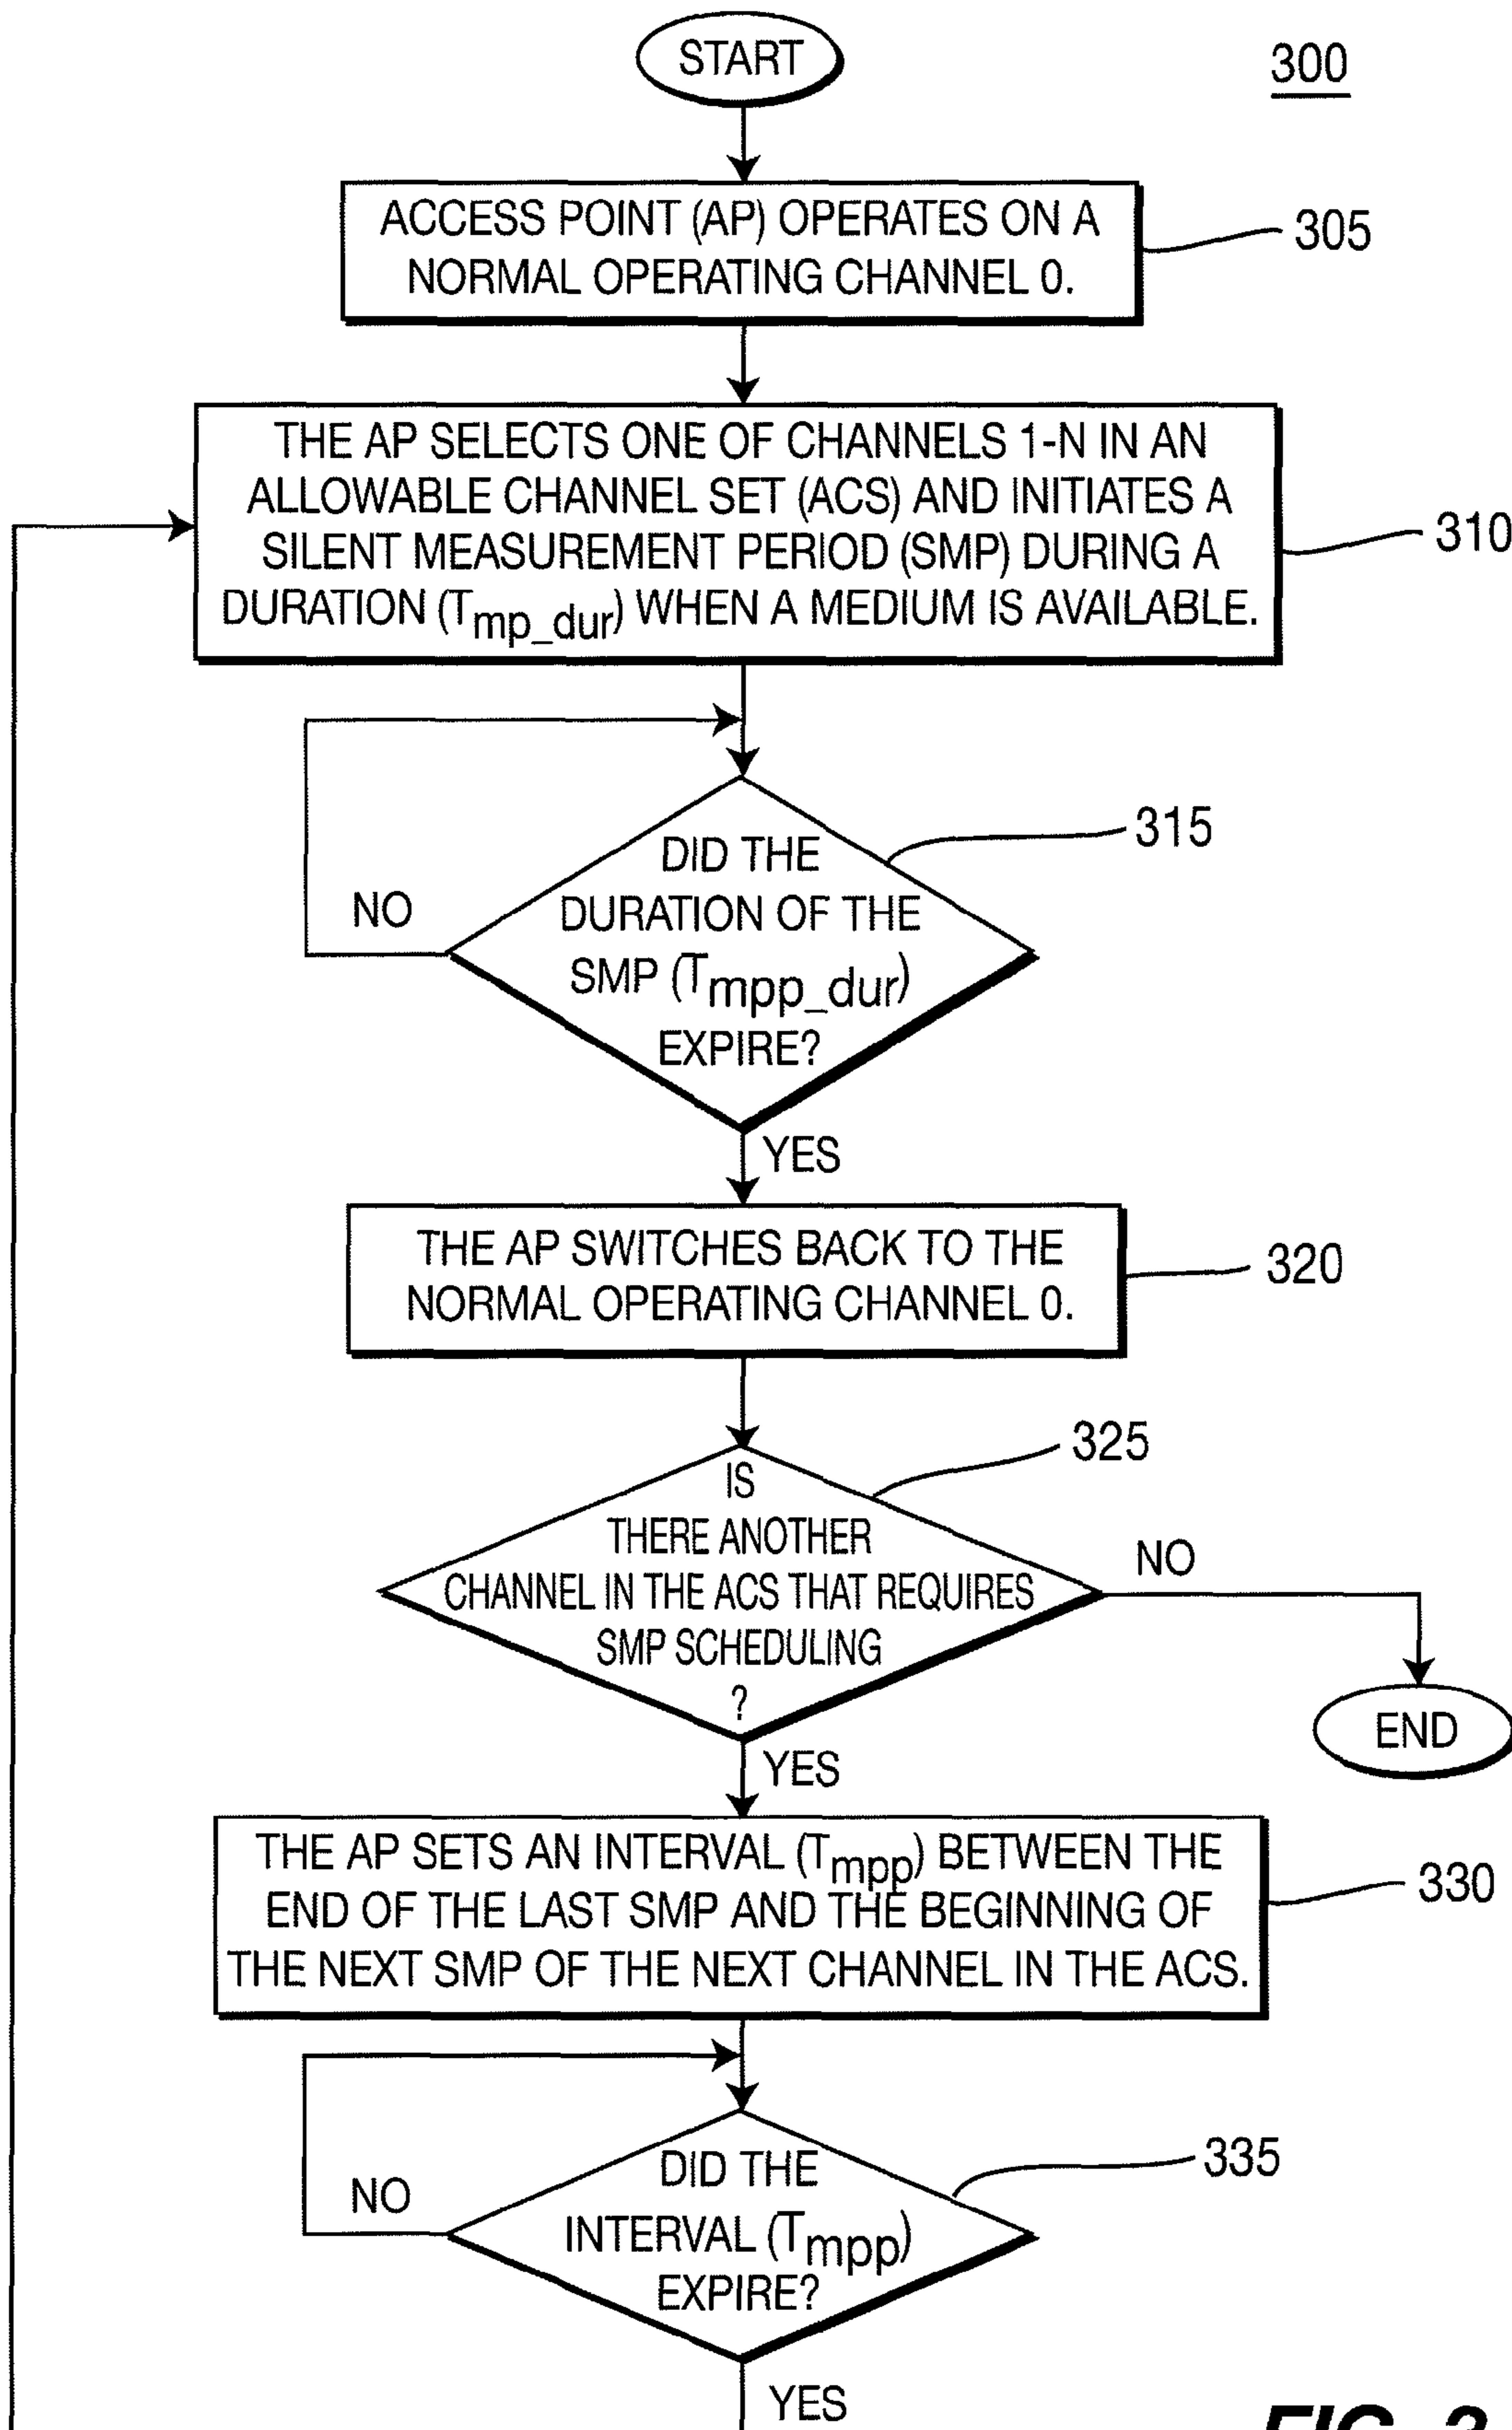 START
300
ACCESS POINT (AP) OPERATES ON A
NORMAL OPERATING CHANNEL 0.
305
THE AP SELECTS ONE OF CHANNELS 1-N IN AN
ALLOWABLE CHANNEL SET (ACS) AND INITIATES A
SILENT MEASUREMENT PERIOD (SMP) DURING A
DURATION (Tmp_dur) WHEN A MEDIUM IS AVAILABLE.
310
DID THE
DURATION OF THE
SMP (Tmpp_dur)
EXPIRE?
315
NO
YES
THE AP SWITCHES BACK TO THE
NORMAL OPERATING CHANNEL 0.
320
IS
THERE ANOTHER
CHANNEL IN THE ACS THAT REQUIRES
SMP SCHEDULING
?
325
NO
END
YES
THE AP SETS AN INTERVAL (Tmpp) BETWEEN THE
END OF THE LAST SMP AND THE BEGINNING OF
THE NEXT SMP OF THE NEXT CHANNEL IN THE ACS.
330
DID THE
INTERVAL (Tmpp)
EXPIRE?
335
NO
YES
FIG.